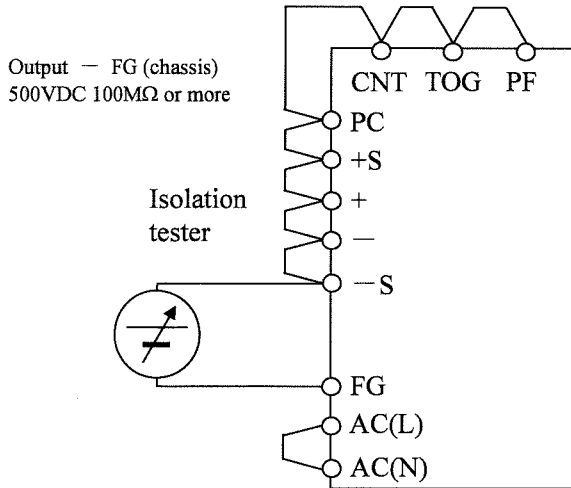 Output － FG (chassis)
500VDC 100MΩ or more
CNT TOG PF
PC
+S
+
－
－S
Isolation
tester
FG
AC(L)
AC(N)